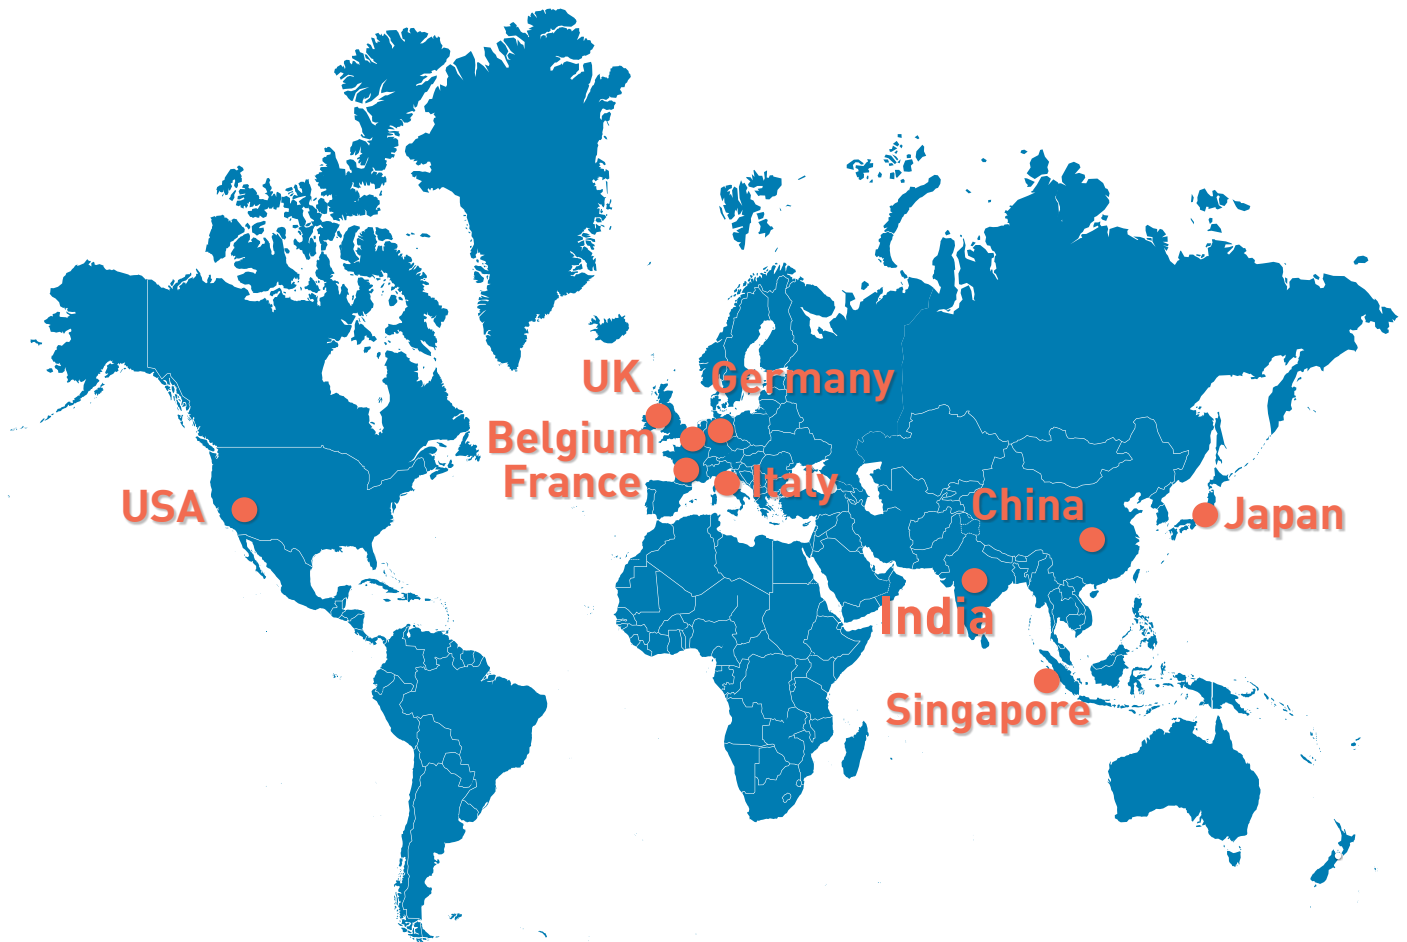 UK
Germany
Belgium
France
Italy
USA
China
Japan
India
Singapore